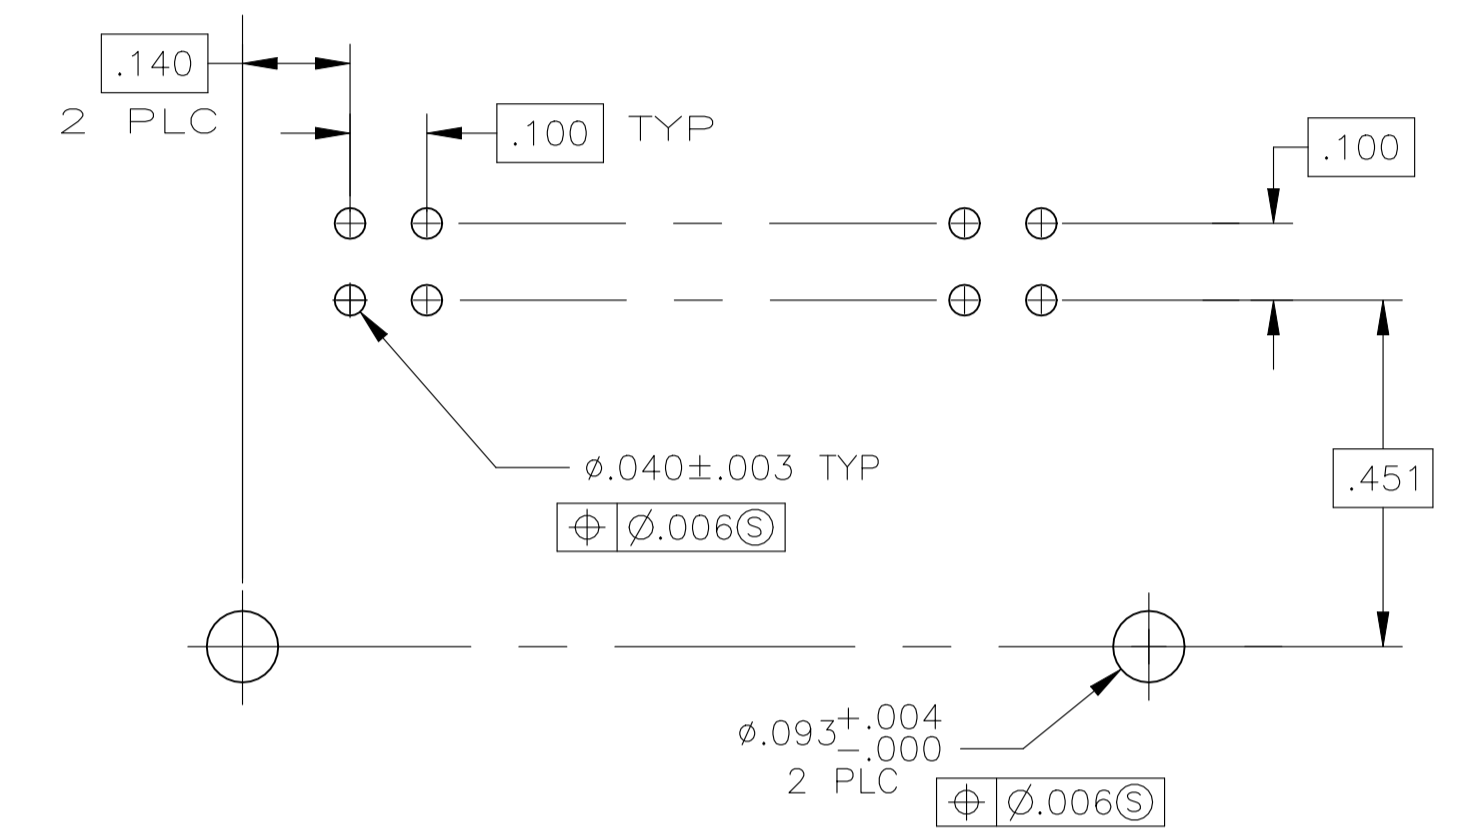 .140
2 PLC
.100 TYP
.100
⌀.040±.003 TYP
⌖ ⌀.006Ⓢ
.451
⌀.093 +.004
-.000
2 PLC
⌖ ⌀.006Ⓢ